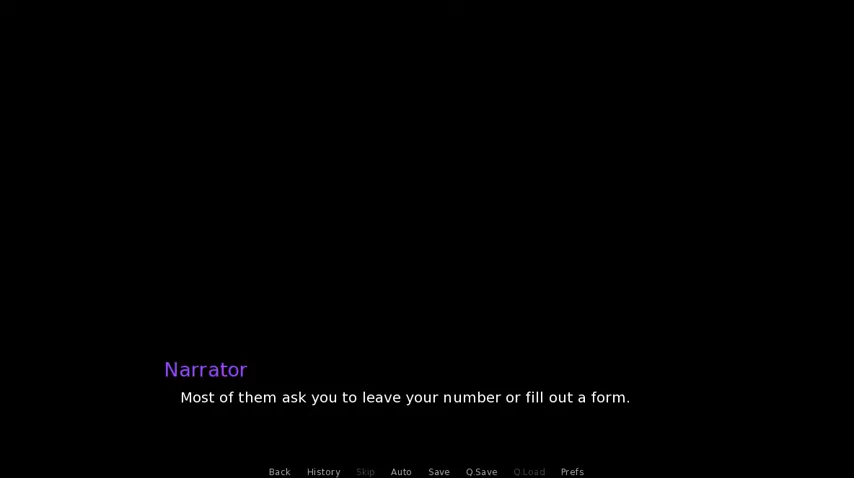 Narrator
Most of them ask you to leave your number or fill out a form.
Back History Skip Auto Save Q.Save Q.Load Prefs